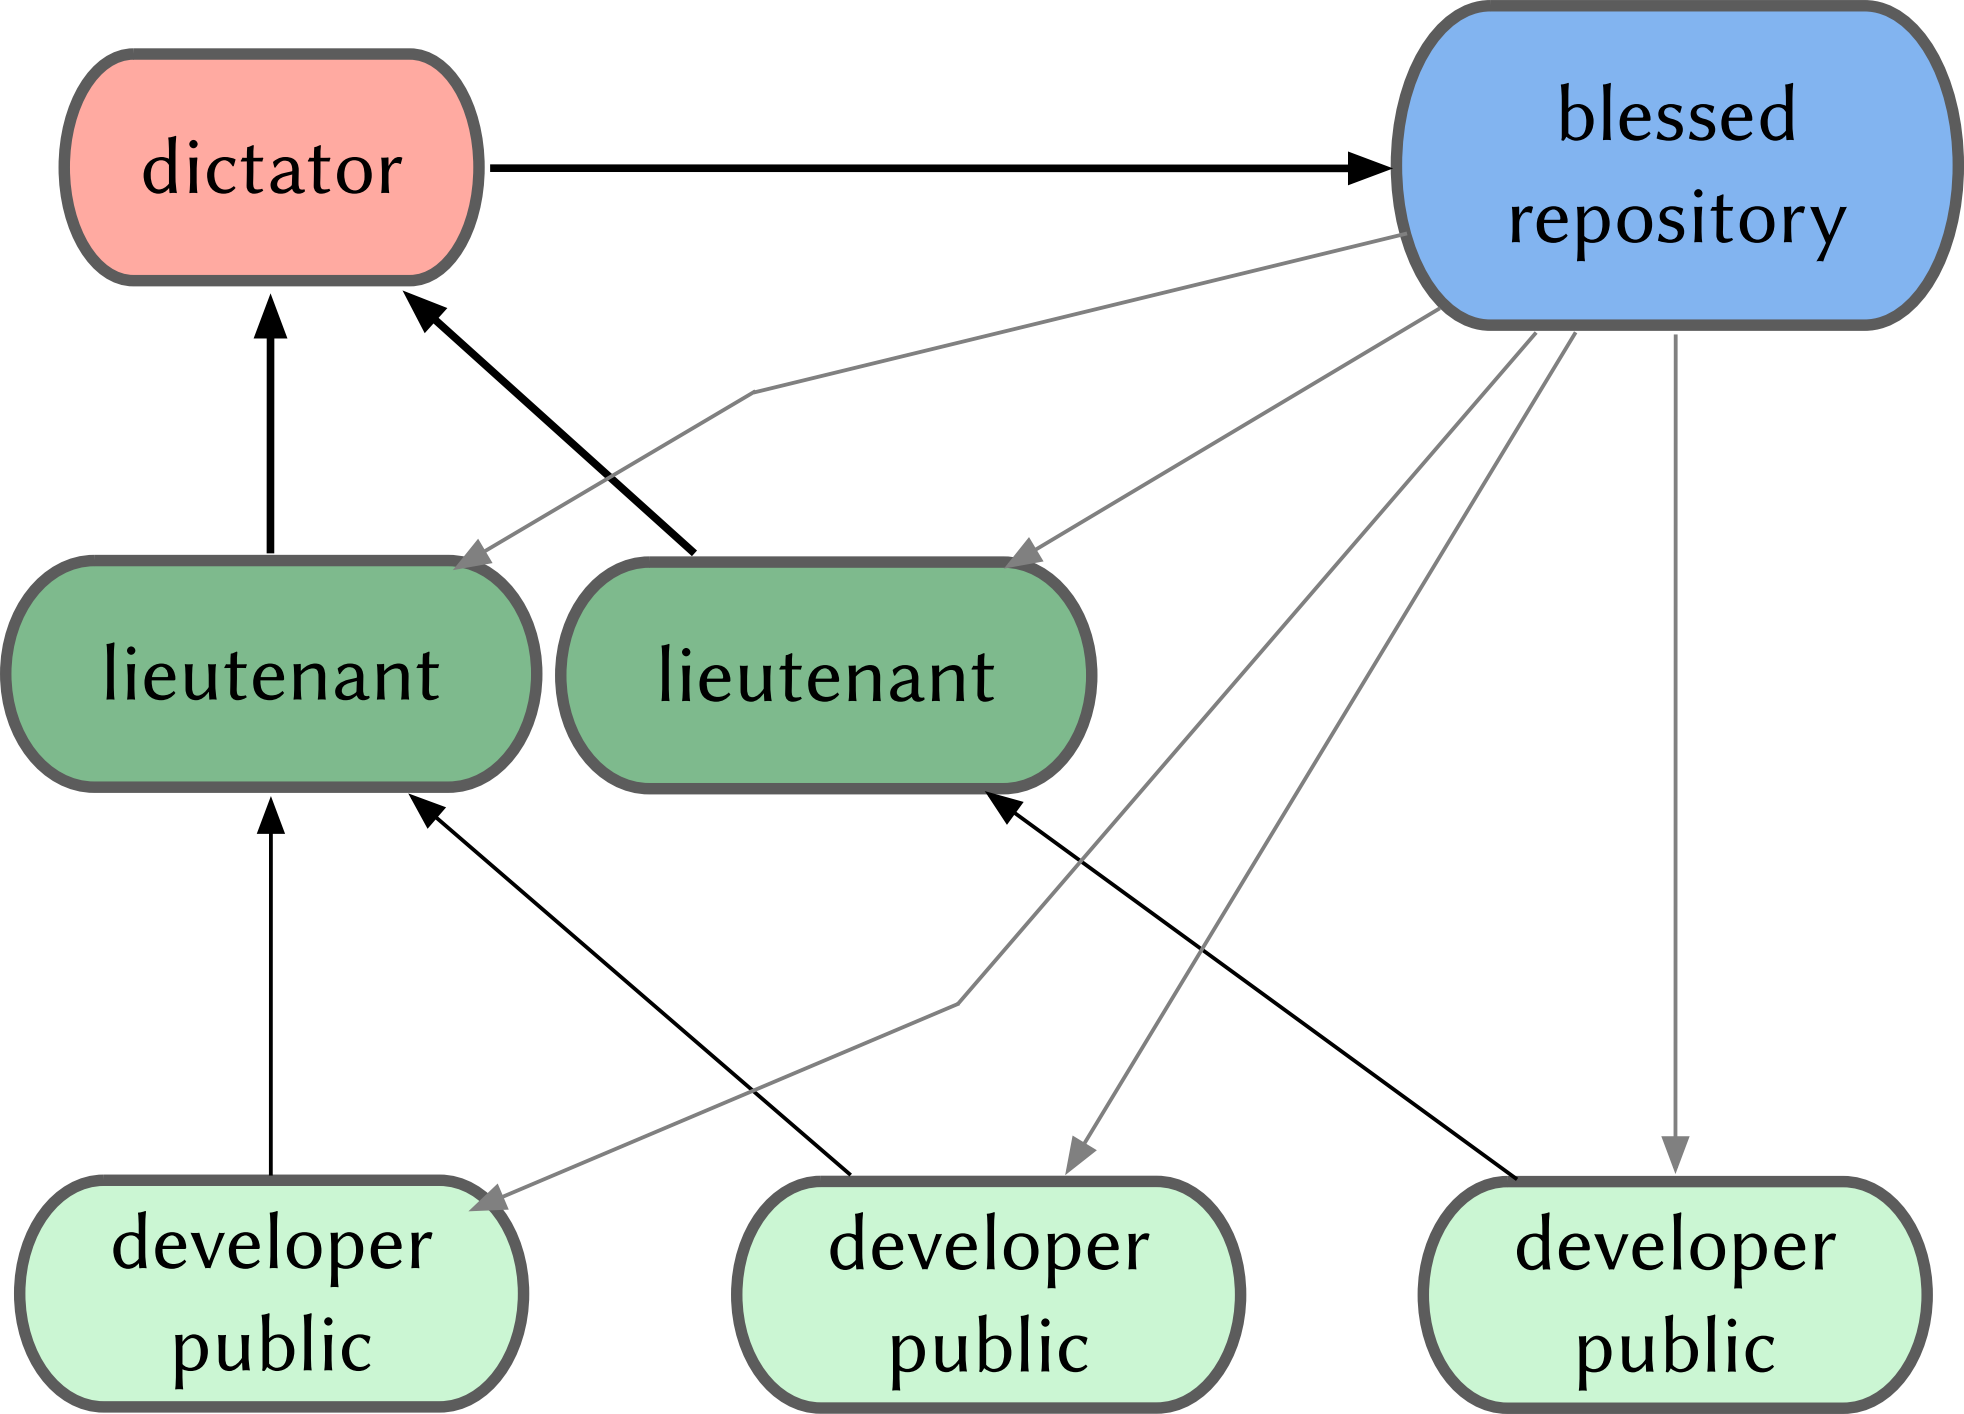 dictator
blessed
repository
lieutenant
lieutenant
developer
public
developer
public
developer
public